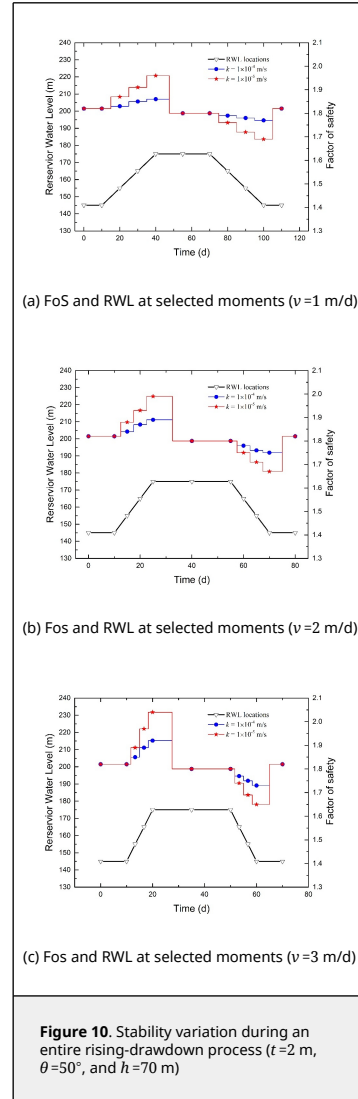 240
230
220
210
200
190
180
170
160
150
140
130
Rerservior Water Level (m)
RWL locations
k = 1×10⁻⁴ m/s
k = 1×10⁻⁵ m/s
2.1
2.0
1.9
1.8
1.7
1.6
1.5
1.4
1.3
Factor of safety
0 20 40 60 80 100 120
Time (d)
(a) FoS and RWL at selected moments (v=1 m/d)
240
230
220
210
200
190
180
170
160
150
140
130
Rerservior Water Level (m)
RWL locations
k = 1×10⁻⁴ m/s
k = 1×10⁻⁵ m/s
2.1
2.0
1.9
1.8
1.7
1.6
1.5
1.4
1.3
Factor of safety
0 20 40 60 80
Time (d)
(b) Fos and RWL at selected moments (v=2 m/d)
240
230
220
210
200
190
180
170
160
150
140
130
Rerservior Water Level (m)
RWL locations
k = 1×10⁻⁴ m/s
k = 1×10⁻⁵ m/s
2.1
2.0
1.9
1.8
1.7
1.6
1.5
1.4
1.3
Factor of safety
0 20 40 60 80
Time (d)
(c) Fos and RWL at selected moments (v=3 m/d)
Figure 10. Stability variation during an
entire rising-drawdown process (t=2 m,
θ=50°, and h=70 m)